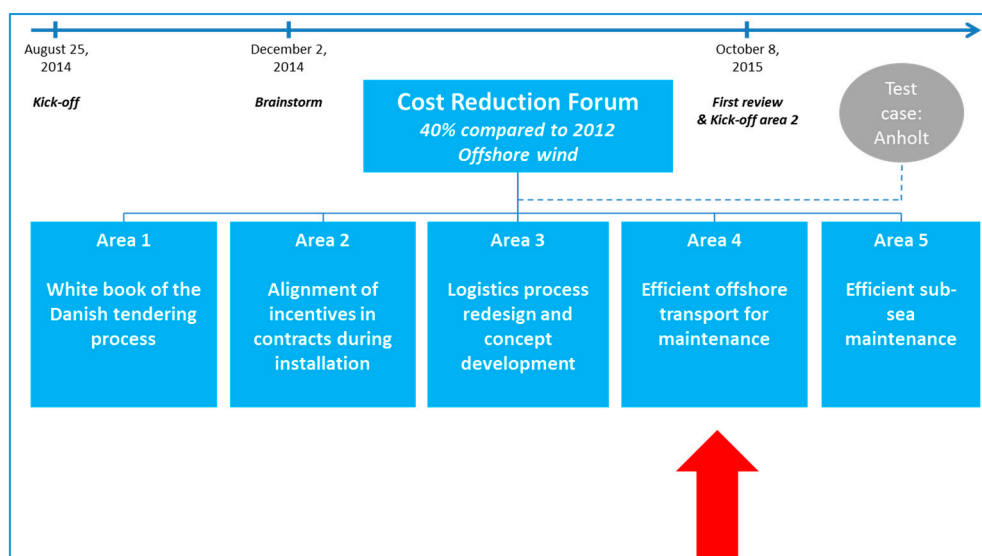 August 25,
2014
Kick-off
December 2,
2014
Brainstorm
October 8,
2015
First review
& Kick-off area 2
Test
case:
Anholt
Cost Reduction Forum
40% compared to 2012
Offshore wind
Area 1
White book of the
Danish tendering
process
Area 2
Alignment of
incentives in
contracts during
installation
Area 3
Logistics process
redesign and
concept
development
Area 4
Efficient offshore
transport for
maintenance
Area 5
Efficient sub-
sea
maintenance